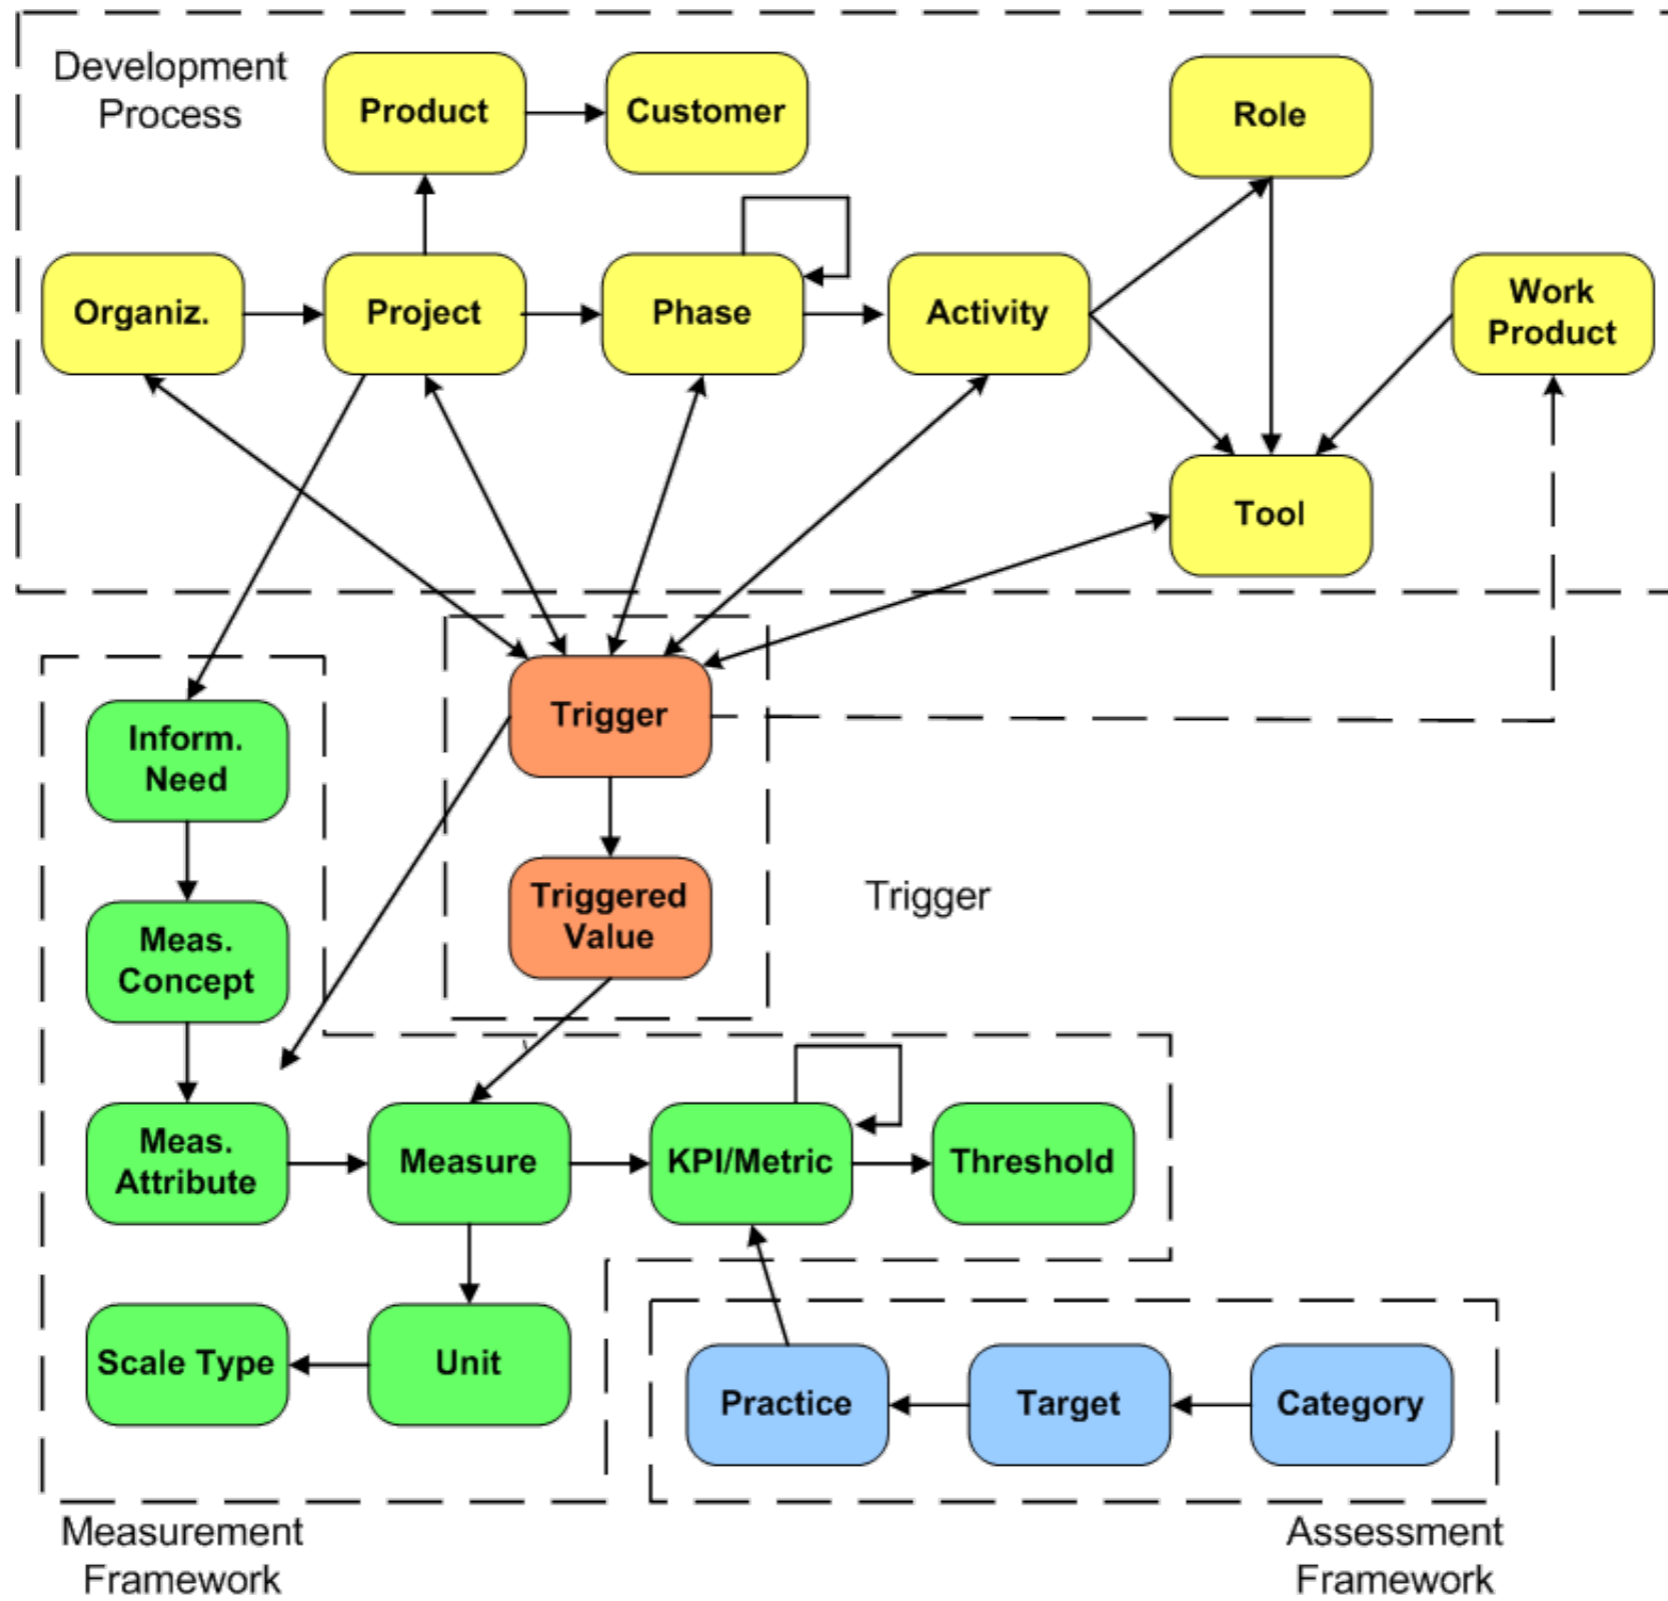 Development
Process
Product
Customer
Role
Organiz.
Project
Phase
Activity
Work
Product
Tool
Trigger
Inform.
Need
Triggered
Value
Trigger
Meas.
Concept
Meas.
Attribute
Measure
KPI/Metric
Threshold
Scale Type
Unit
Practice
Target
Category
Measurement
Framework
Assessment
Framework